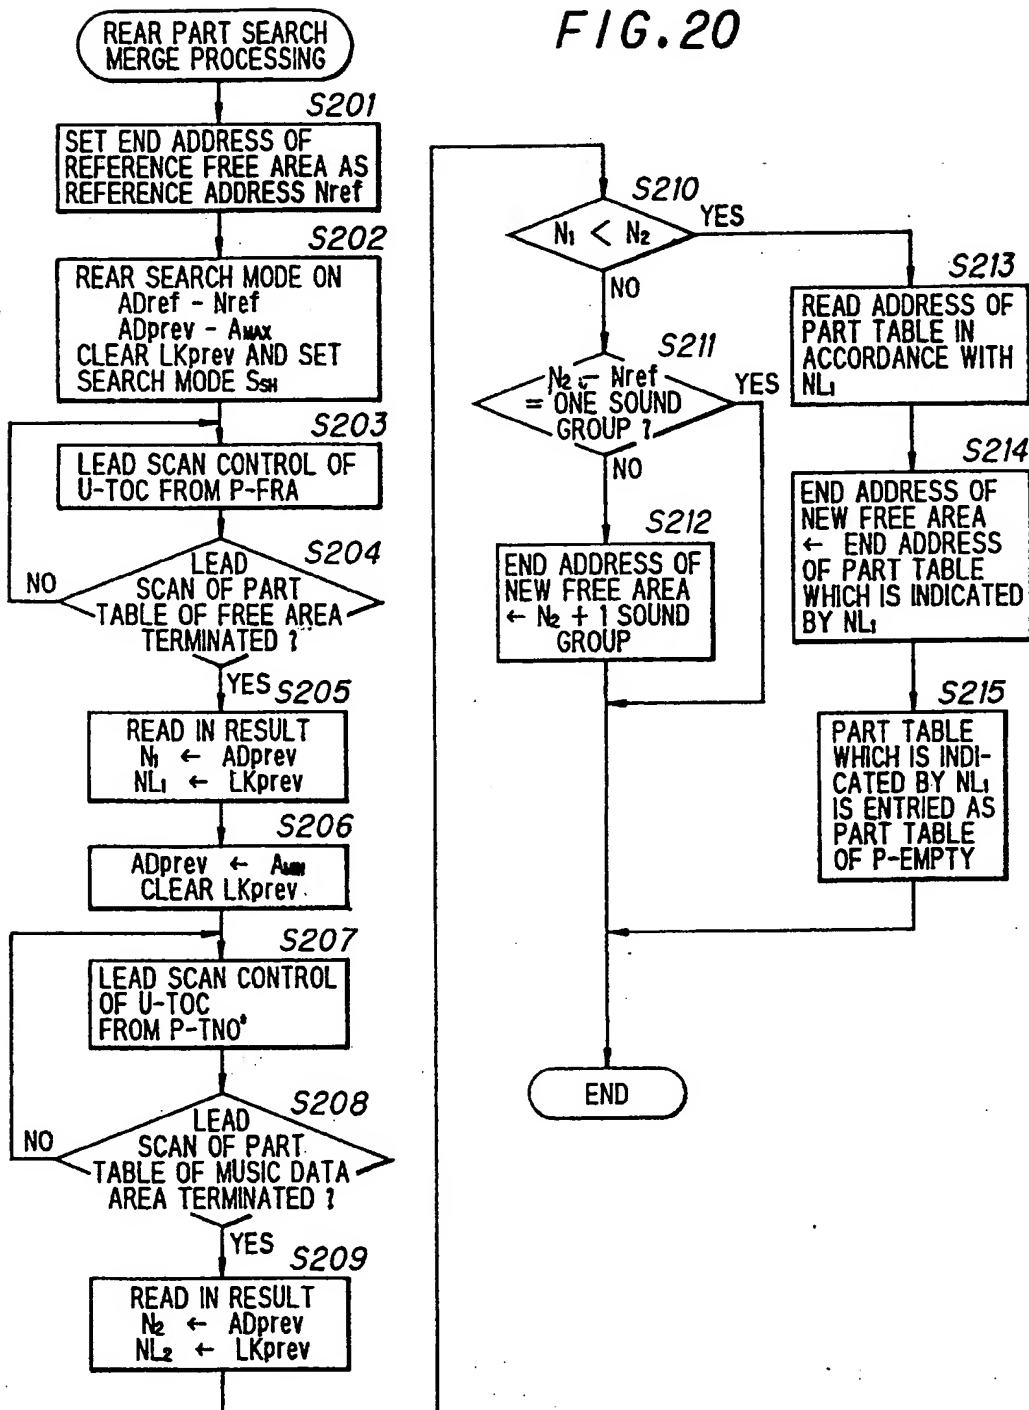 FIG.20
REAR PART SEARCH
MERGE PROCESSING
S201
SET END ADDRESS OF
REFERENCE FREE AREA AS
REFERENCE ADDRESS Nref
S202
REAR SEARCH MODE ON
ADref - Nref
ADprev - AMAX
CLEAR LKprev AND SET
SEARCH MODE SSH
S203
LEAD SCAN CONTROL OF
U-TOC FROM P-FRA
S204
LEAD
SCAN OF PART
TABLE OF FREE AREA
TERMINATED ?
NO
YES
S205
READ IN RESULT
N1 ← ADprev
NL1 ← LKprev
S206
ADprev ← AMIN
CLEAR LKprev
S207
LEAD SCAN CONTROL
OF U-TOC
FROM P-TNO*
S208
LEAD
SCAN OF PART
TABLE OF MUSIC DATA
AREA TERMINATED ?
NO
YES
S209
READ IN RESULT
N2 ← ADprev
NL2 ← LKprev
S210
N1 < N2
YES
NO
S211
N2 - Nref
= ONE SOUND
GROUP ?
YES
NO
S212
END ADDRESS OF
NEW FREE AREA
← N2 + 1 SOUND
GROUP
S213
READ ADDRESS OF
PART TABLE IN
ACCORDANCE WITH
NL1
S214
END ADDRESS OF
NEW FREE AREA
← END ADDRESS
OF PART TABLE
WHICH IS INDICATED
BY NL1
S215
PART TABLE
WHICH IS INDI-
CATED BY NL1
IS ENTRIED AS
PART TABLE
OF P-EMPTY
END